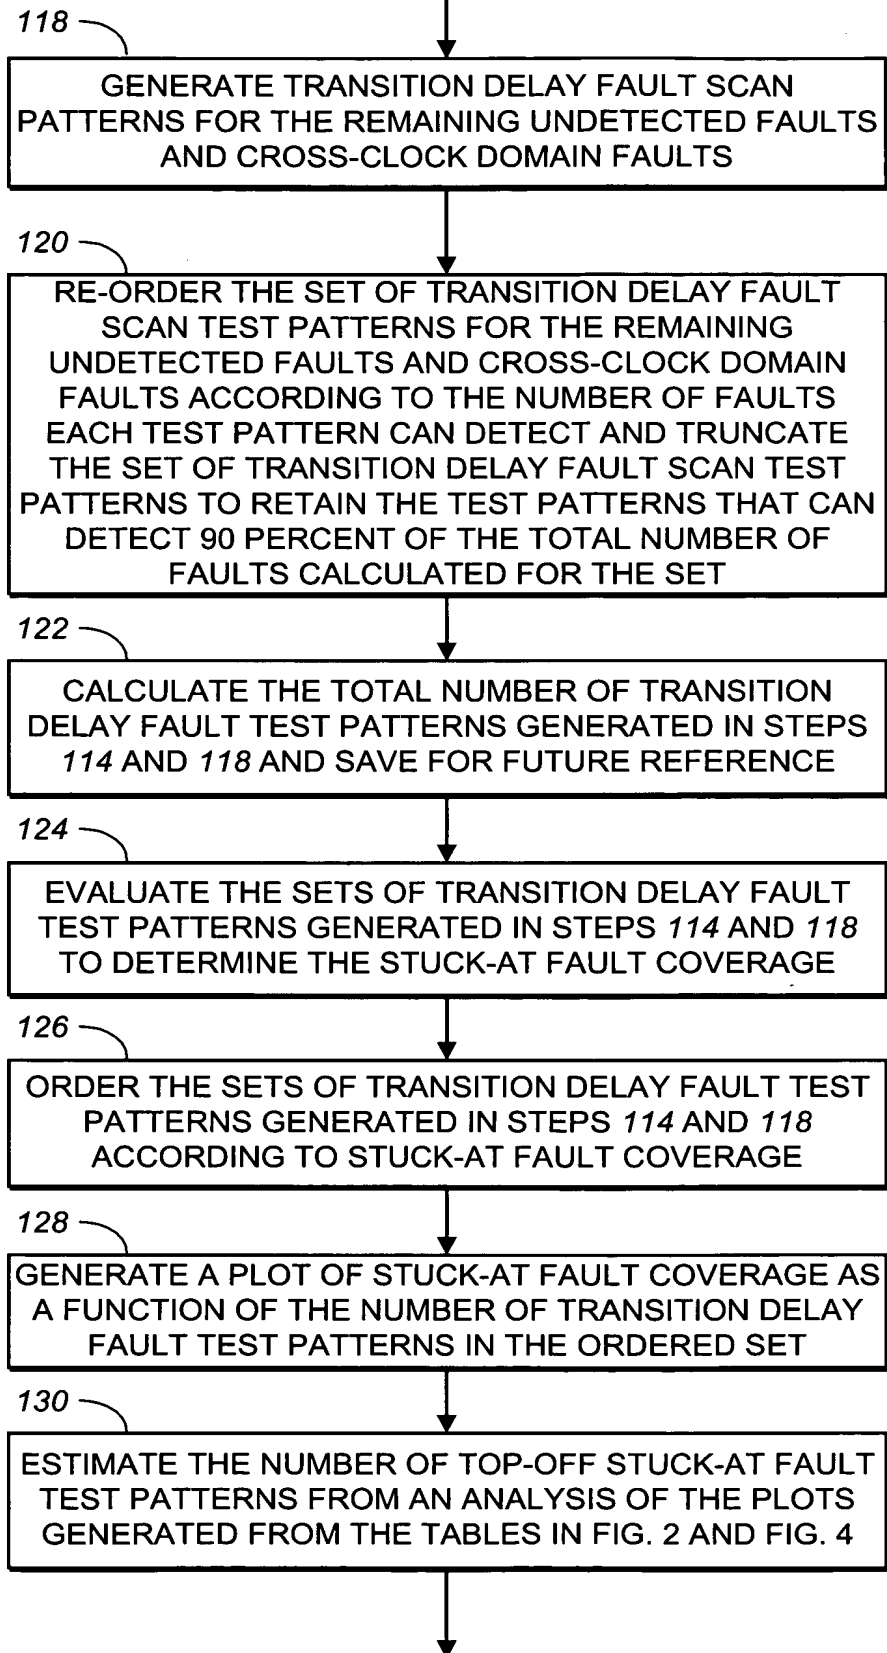 118
GENERATE TRANSITION DELAY FAULT SCAN
PATTERNS FOR THE REMAINING UNDETECTED FAULTS
AND CROSS-CLOCK DOMAIN FAULTS
120
RE-ORDER THE SET OF TRANSITION DELAY FAULT
SCAN TEST PATTERNS FOR THE REMAINING
UNDETECTED FAULTS AND CROSS-CLOCK DOMAIN
FAULTS ACCORDING TO THE NUMBER OF FAULTS
EACH TEST PATTERN CAN DETECT AND TRUNCATE
THE SET OF TRANSITION DELAY FAULT SCAN TEST
PATTERNS TO RETAIN THE TEST PATTERNS THAT CAN
DETECT 90 PERCENT OF THE TOTAL NUMBER OF
FAULTS CALCULATED FOR THE SET
122
CALCULATE THE TOTAL NUMBER OF TRANSITION
DELAY FAULT TEST PATTERNS GENERATED IN STEPS
114 AND 118 AND SAVE FOR FUTURE REFERENCE
124
EVALUATE THE SETS OF TRANSITION DELAY FAULT
TEST PATTERNS GENERATED IN STEPS 114 AND 118
TO DETERMINE THE STUCK-AT FAULT COVERAGE
126
ORDER THE SETS OF TRANSITION DELAY FAULT TEST
PATTERNS GENERATED IN STEPS 114 AND 118
ACCORDING TO STUCK-AT FAULT COVERAGE
128
GENERATE A PLOT OF STUCK-AT FAULT COVERAGE AS
A FUNCTION OF THE NUMBER OF TRANSITION DELAY
FAULT TEST PATTERNS IN THE ORDERED SET
130
ESTIMATE THE NUMBER OF TOP-OFF STUCK-AT FAULT
TEST PATTERNS FROM AN ANALYSIS OF THE PLOTS
GENERATED FROM THE TABLES IN FIG. 2 AND FIG. 4